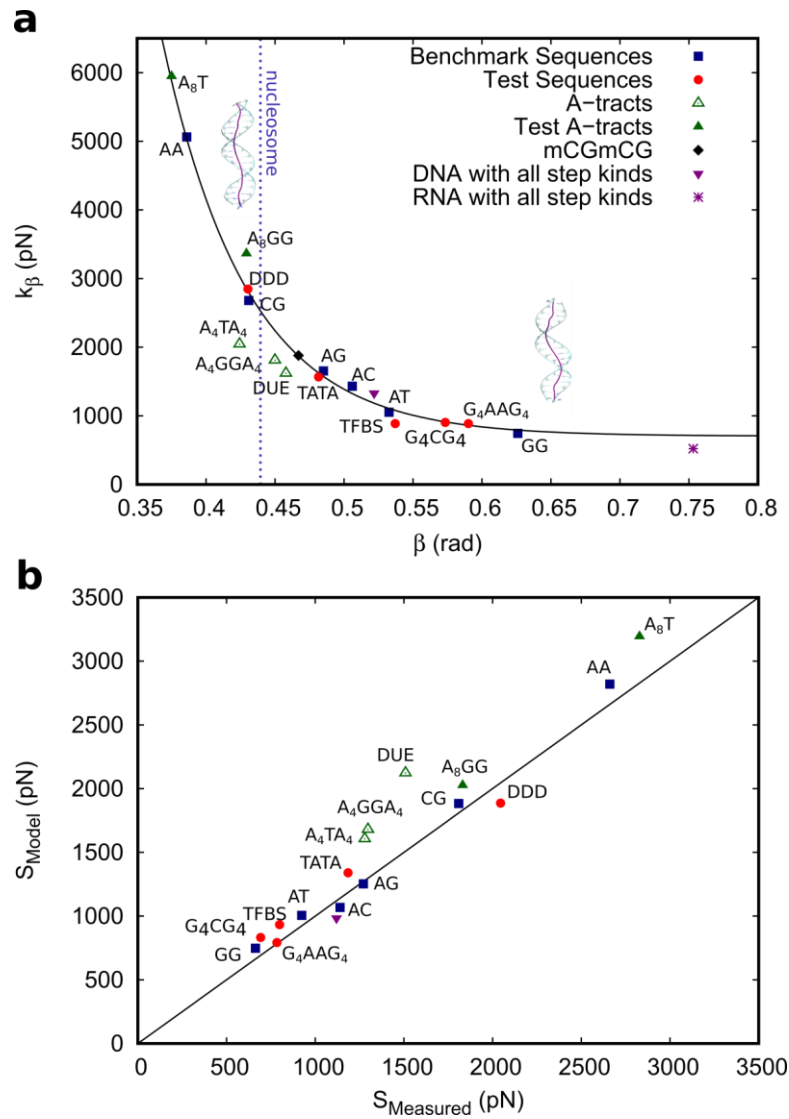 a
Benchmark Sequences
Test Sequences
A-tracts
Test A-tracts
mCGmCG
DNA with all step kinds
RNA with all step kinds
nucleosome
A₈T
AA
A₈GG
DDD
CG
A₄TA₄
A₄GGA₄
DUE
TATA
AG
AC
AT
TFBS
G₄CG₄
G₄AAG₄
GG
6000
5000
4000
3000
2000
1000
0
kβ (pN)
0.35 0.4 0.45 0.5 0.55 0.6 0.65 0.7 0.75 0.8
β (rad)
b
3500
3000
2500
2000
1500
1000
500
0
S_Model (pN)
A₈T
AA
DUE
A₈GG
CG
DDD
A₄GGA₄
A₄TA₄
TATA
AG
AT
AC
TFBS
G₄CG₄
GG
G₄AAG₄
0 500 1000 1500 2000 2500 3000 3500
S_Measured (pN)